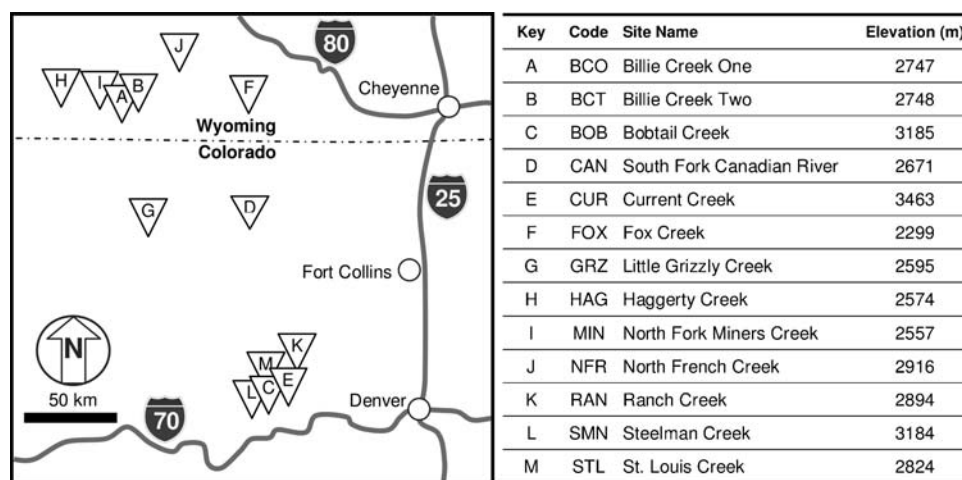 J
80
H
I
B
A
F
Cheyenne
Wyoming
Colorado
G
D
25
Fort Collins
N
K
M
E
L
C
50 km
70
Denver
Key Code Site Name Elevation (m)
A BCO Billie Creek One 2747
B BCT Billie Creek Two 2748
C BOB Bobtail Creek 3185
D CAN South Fork Canadian River 2671
E CUR Current Creek 3463
F FOX Fox Creek 2299
G GRZ Little Grizzly Creek 2595
H HAG Haggerty Creek 2574
I MIN North Fork Miners Creek 2557
J NFR North French Creek 2916
K RAN Ranch Creek 2894
L SMN Steelman Creek 3184
M STL St. Louis Creek 2824